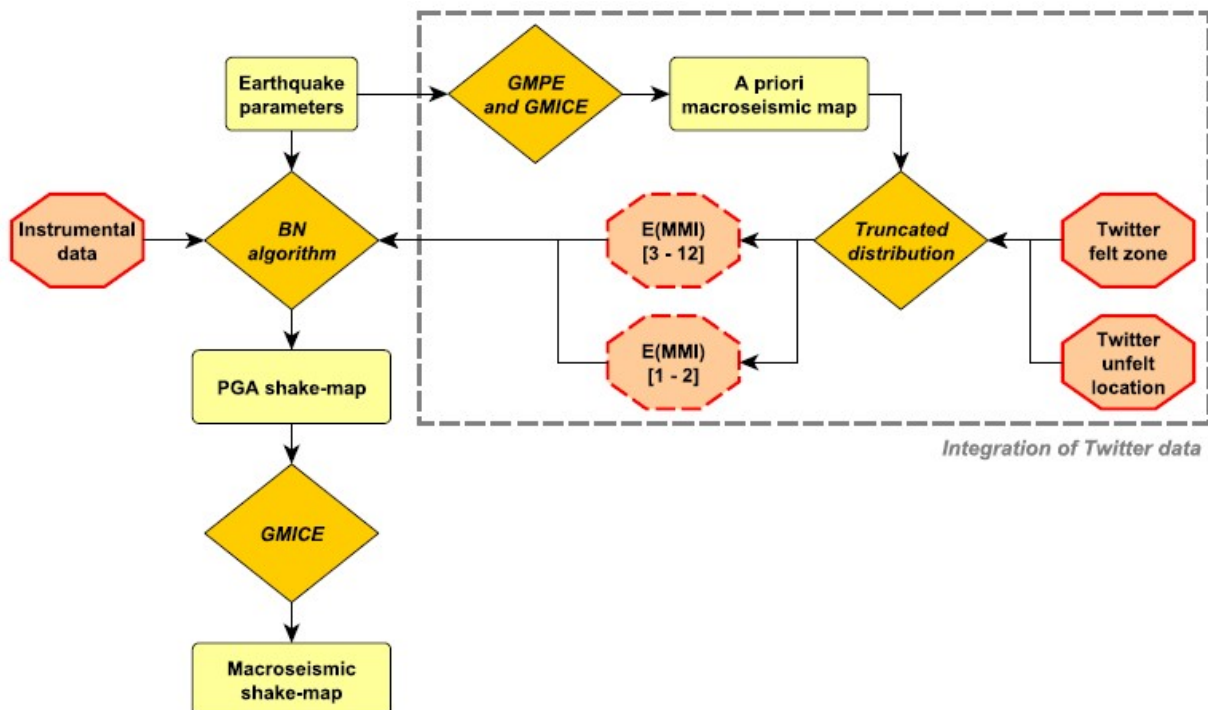 Earthquake
parameters
GMPE
and GMICE
A priori
macroseismic map
Instrumental
data
BN
algorithm
E(MMI)
[3 - 12]
Truncated
distribution
Twitter
felt zone
E(MMI)
[1 - 2]
Twitter
unfelt
location
PGA shake-map
Integration of Twitter data
GMICE
Macroseismic
shake-map